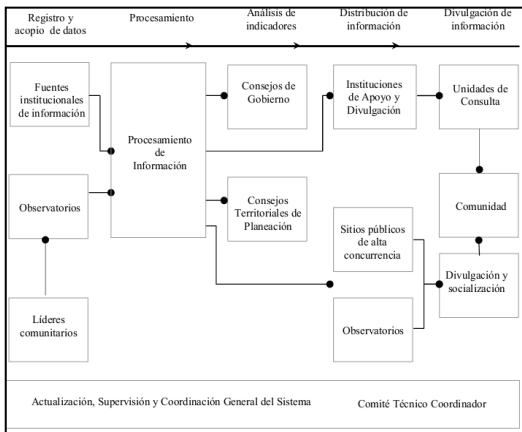 Registro y
acopio de datos
Procesamiento
Análisis de
indicadores
Distribución de
información
Divulgación de
información
Fuentes
institucionales
de información
Observatorios
Líderes
comunitarios
Procesamiento
de
Información
Consejos de
Gobierno
Consejos
Territoriales de
Planeación
Instituciones
de Apoyo y
Divulgación
Sitios públicos
de alta
concurrencia
Observatorios
Unidades de
Consulta
Comunidad
Divulgación y
socialización
Actualización, Supervisión y Coordinación General del Sistema
Comité Técnico Coordinador